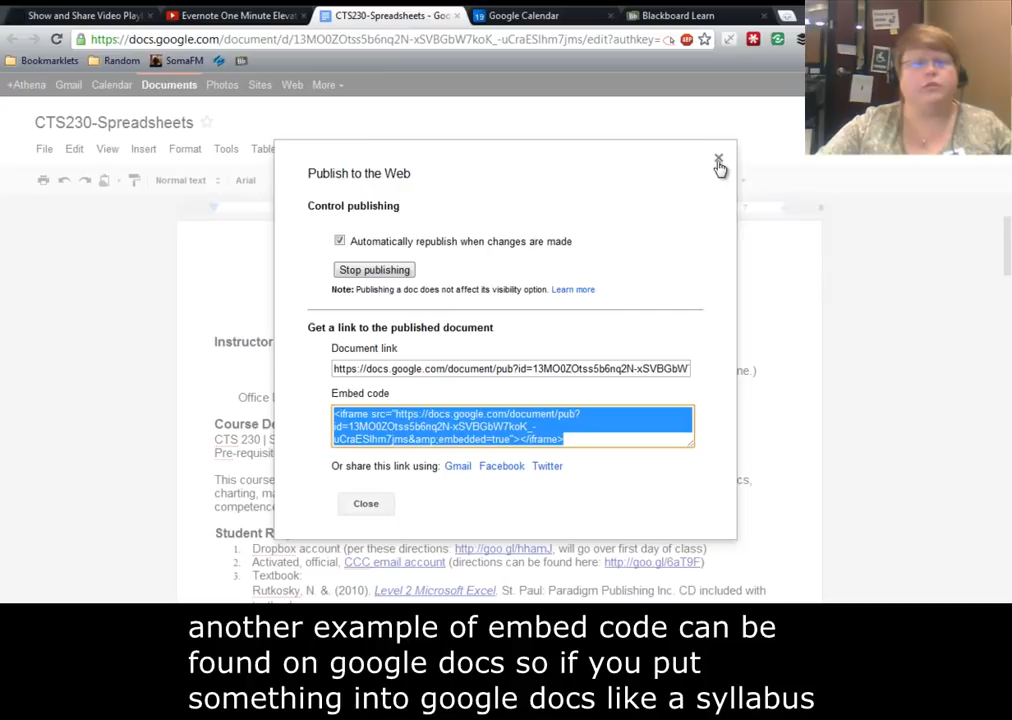 Show and Share Video Play
Evernote One Minute Eleva
CTS230-Spreadsheets - Goo
19 Google Calendar
Blackboard Learn
https://docs.google.com/document/d/13MO0ZOtss5b6nq2N-xSVBGbW7koK_-uCraESlhm7jms/edit?authkey=
ABP
Bookmarklets
Random
SomaFM
+Athena Gmail Calendar Documents Photos Sites Web More
CTS230-Spreadsheets
File Edit View Insert Format Tools Table
Normal text
Arial
7
8
Publish to the Web
Control publishing
Automatically republish when changes are made
Stop publishing
Note: Publishing a doc does not affect its visibility option. Learn more
Get a link to the published document
Document link
https://docs.google.com/document/pub?id=13MO0ZOtss5b6nq2N-xSVBGbW
Embed code
<iframe src="https://docs.google.com/document/pub?
id=13MO0ZOtss5b6nq2N-xSVBGbW7koK_-
uCraESlhm7jms&amp;embedded=true"></iframe>
Or share this link using: Gmail Facebook Twitter
Close
Instructor
ne.)
Office
Course De
CTS 230 | S
Pre-requisit
This course
cs,
charting, ma
competence
Student R
1. Dropbox account (per these directions: http://goo.gl/hhamJ, will go over first day of class)
2. Activated, official, CCC email account (directions can be found here: http://goo.gl/6aT9F)
3. Textbook:
Rutkosky, N. &. (2010). Level 2 Microsoft Excel. St. Paul: Paradigm Publishing Inc. CD included with
another example of embed code can be
found on google docs so if you put
something into google docs like a syllabus